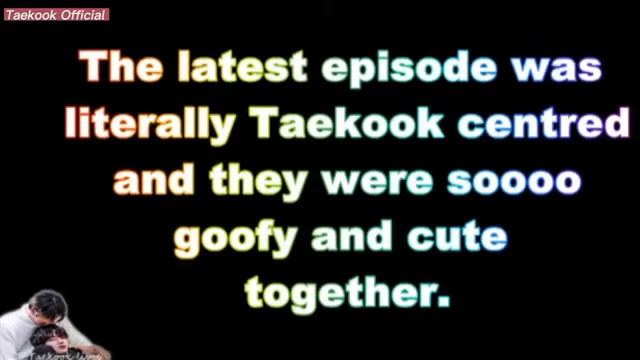 Taekook Official
The latest episode was
literally Taekook centred
and they were soooo
goofy and cute
together.